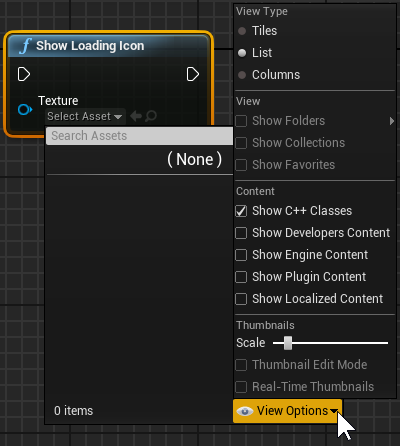 Show Loading Icon
Texture
Select Asset
Search Assets
( None )
0 items
View Type
Tiles
List
Columns
View
Show Folders
Show Collections
Show Favorites
Content
Show C++ Classes
Show Developers Content
Show Engine Content
Show Plugin Content
Show Localized Content
Thumbnails
Scale
Thumbnail Edit Mode
Real-Time Thumbnails
View Options